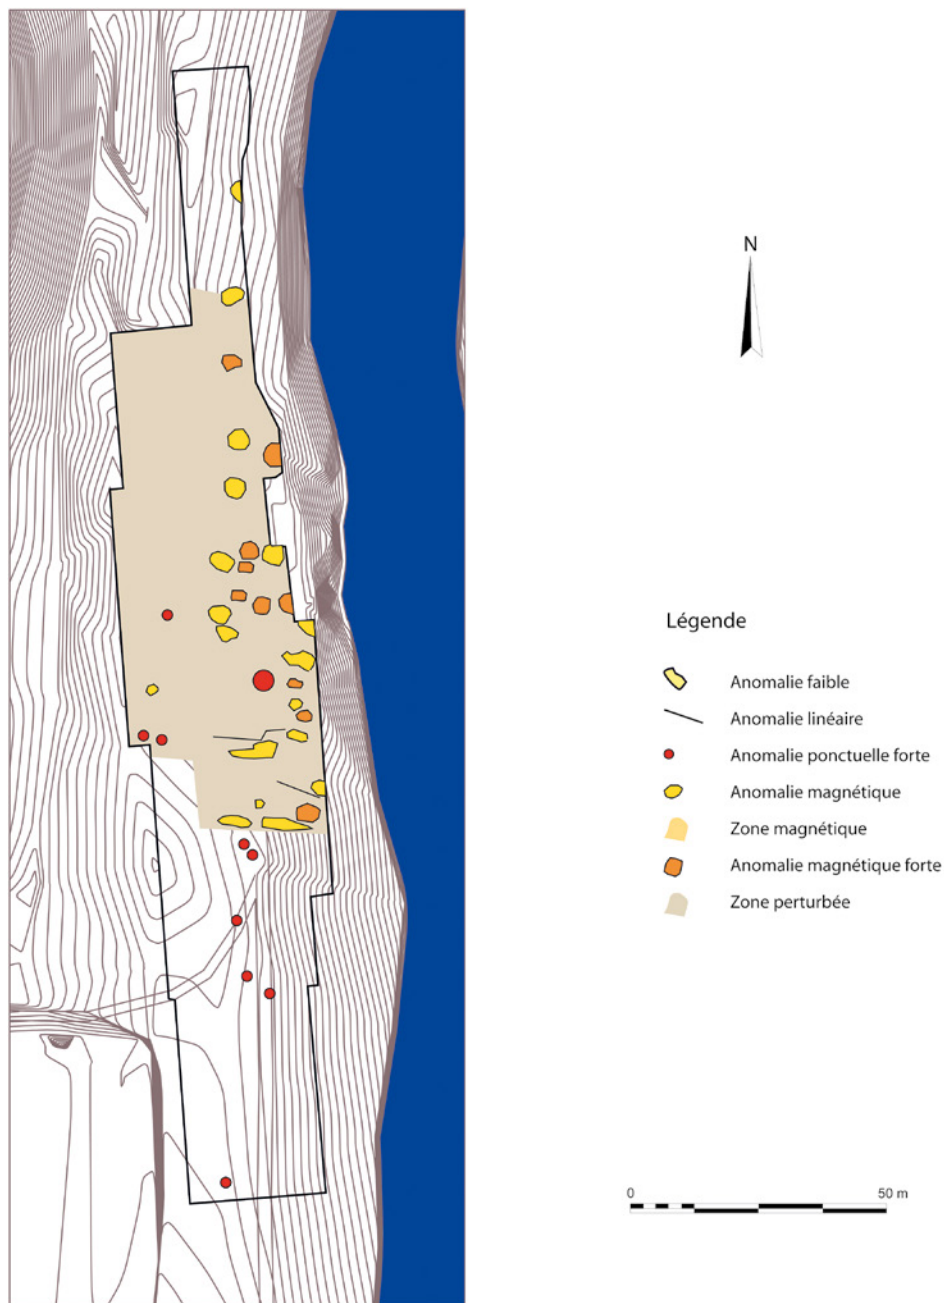 N
Légende
Anomalie faible
Anomalie linéaire
Anomalie ponctuelle forte
Anomalie magnétique
Zone magnétique
Anomalie magnétique forte
Zone perturbée
0 50 m